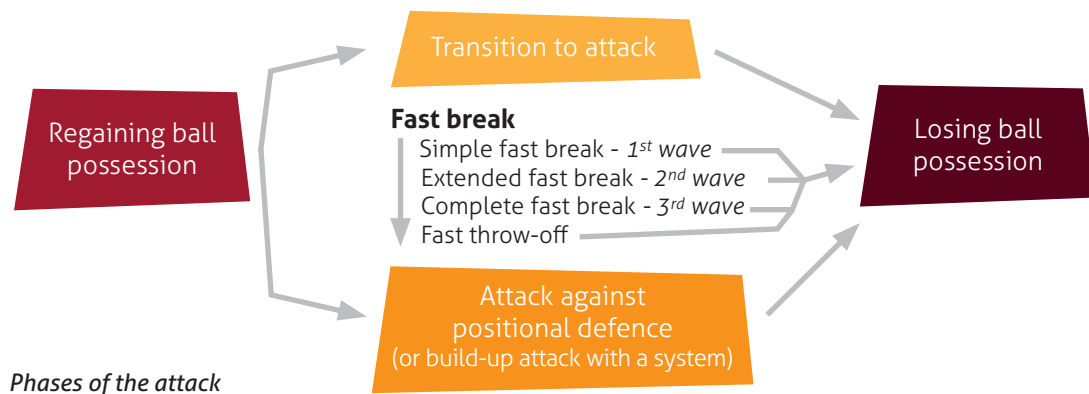 Transition to attack
Regaining ball
possession
Fast break
Simple fast break - 1st wave
Extended fast break - 2nd wave
Complete fast break - 3rd wave
Fast throw-off
Losing ball
possession
Attack against
positional defence
(or build-up attack with a system)
Phases of the attack